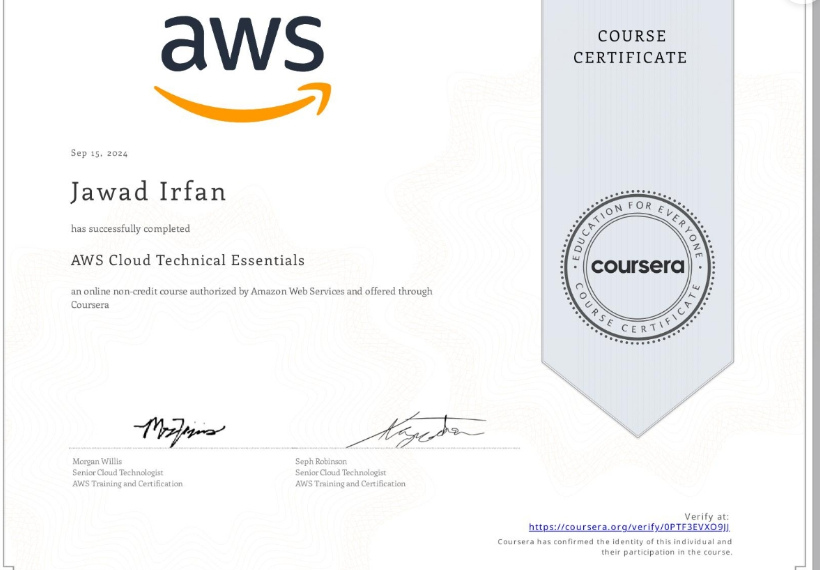 aws
COURSE
CERTIFICATE
Sep 15, 2024
Jawad Irfan
has successfully completed
AWS Cloud Technical Essentials
an online non-credit course authorized by Amazon Web Services and offered through
Coursera
EDUCATION FOR EVERYONE
coursera
COURSE CERTIFICATE
Morgan Willis
Senior Cloud Technologist
AWS Training and Certification
Seph Robinson
Senior Cloud Technologist
AWS Training and Certification
Verify at:
https://coursera.org/verify/0PTF3EVXO9JJ
Coursera has confirmed the identity of this individual and
their participation in the course.